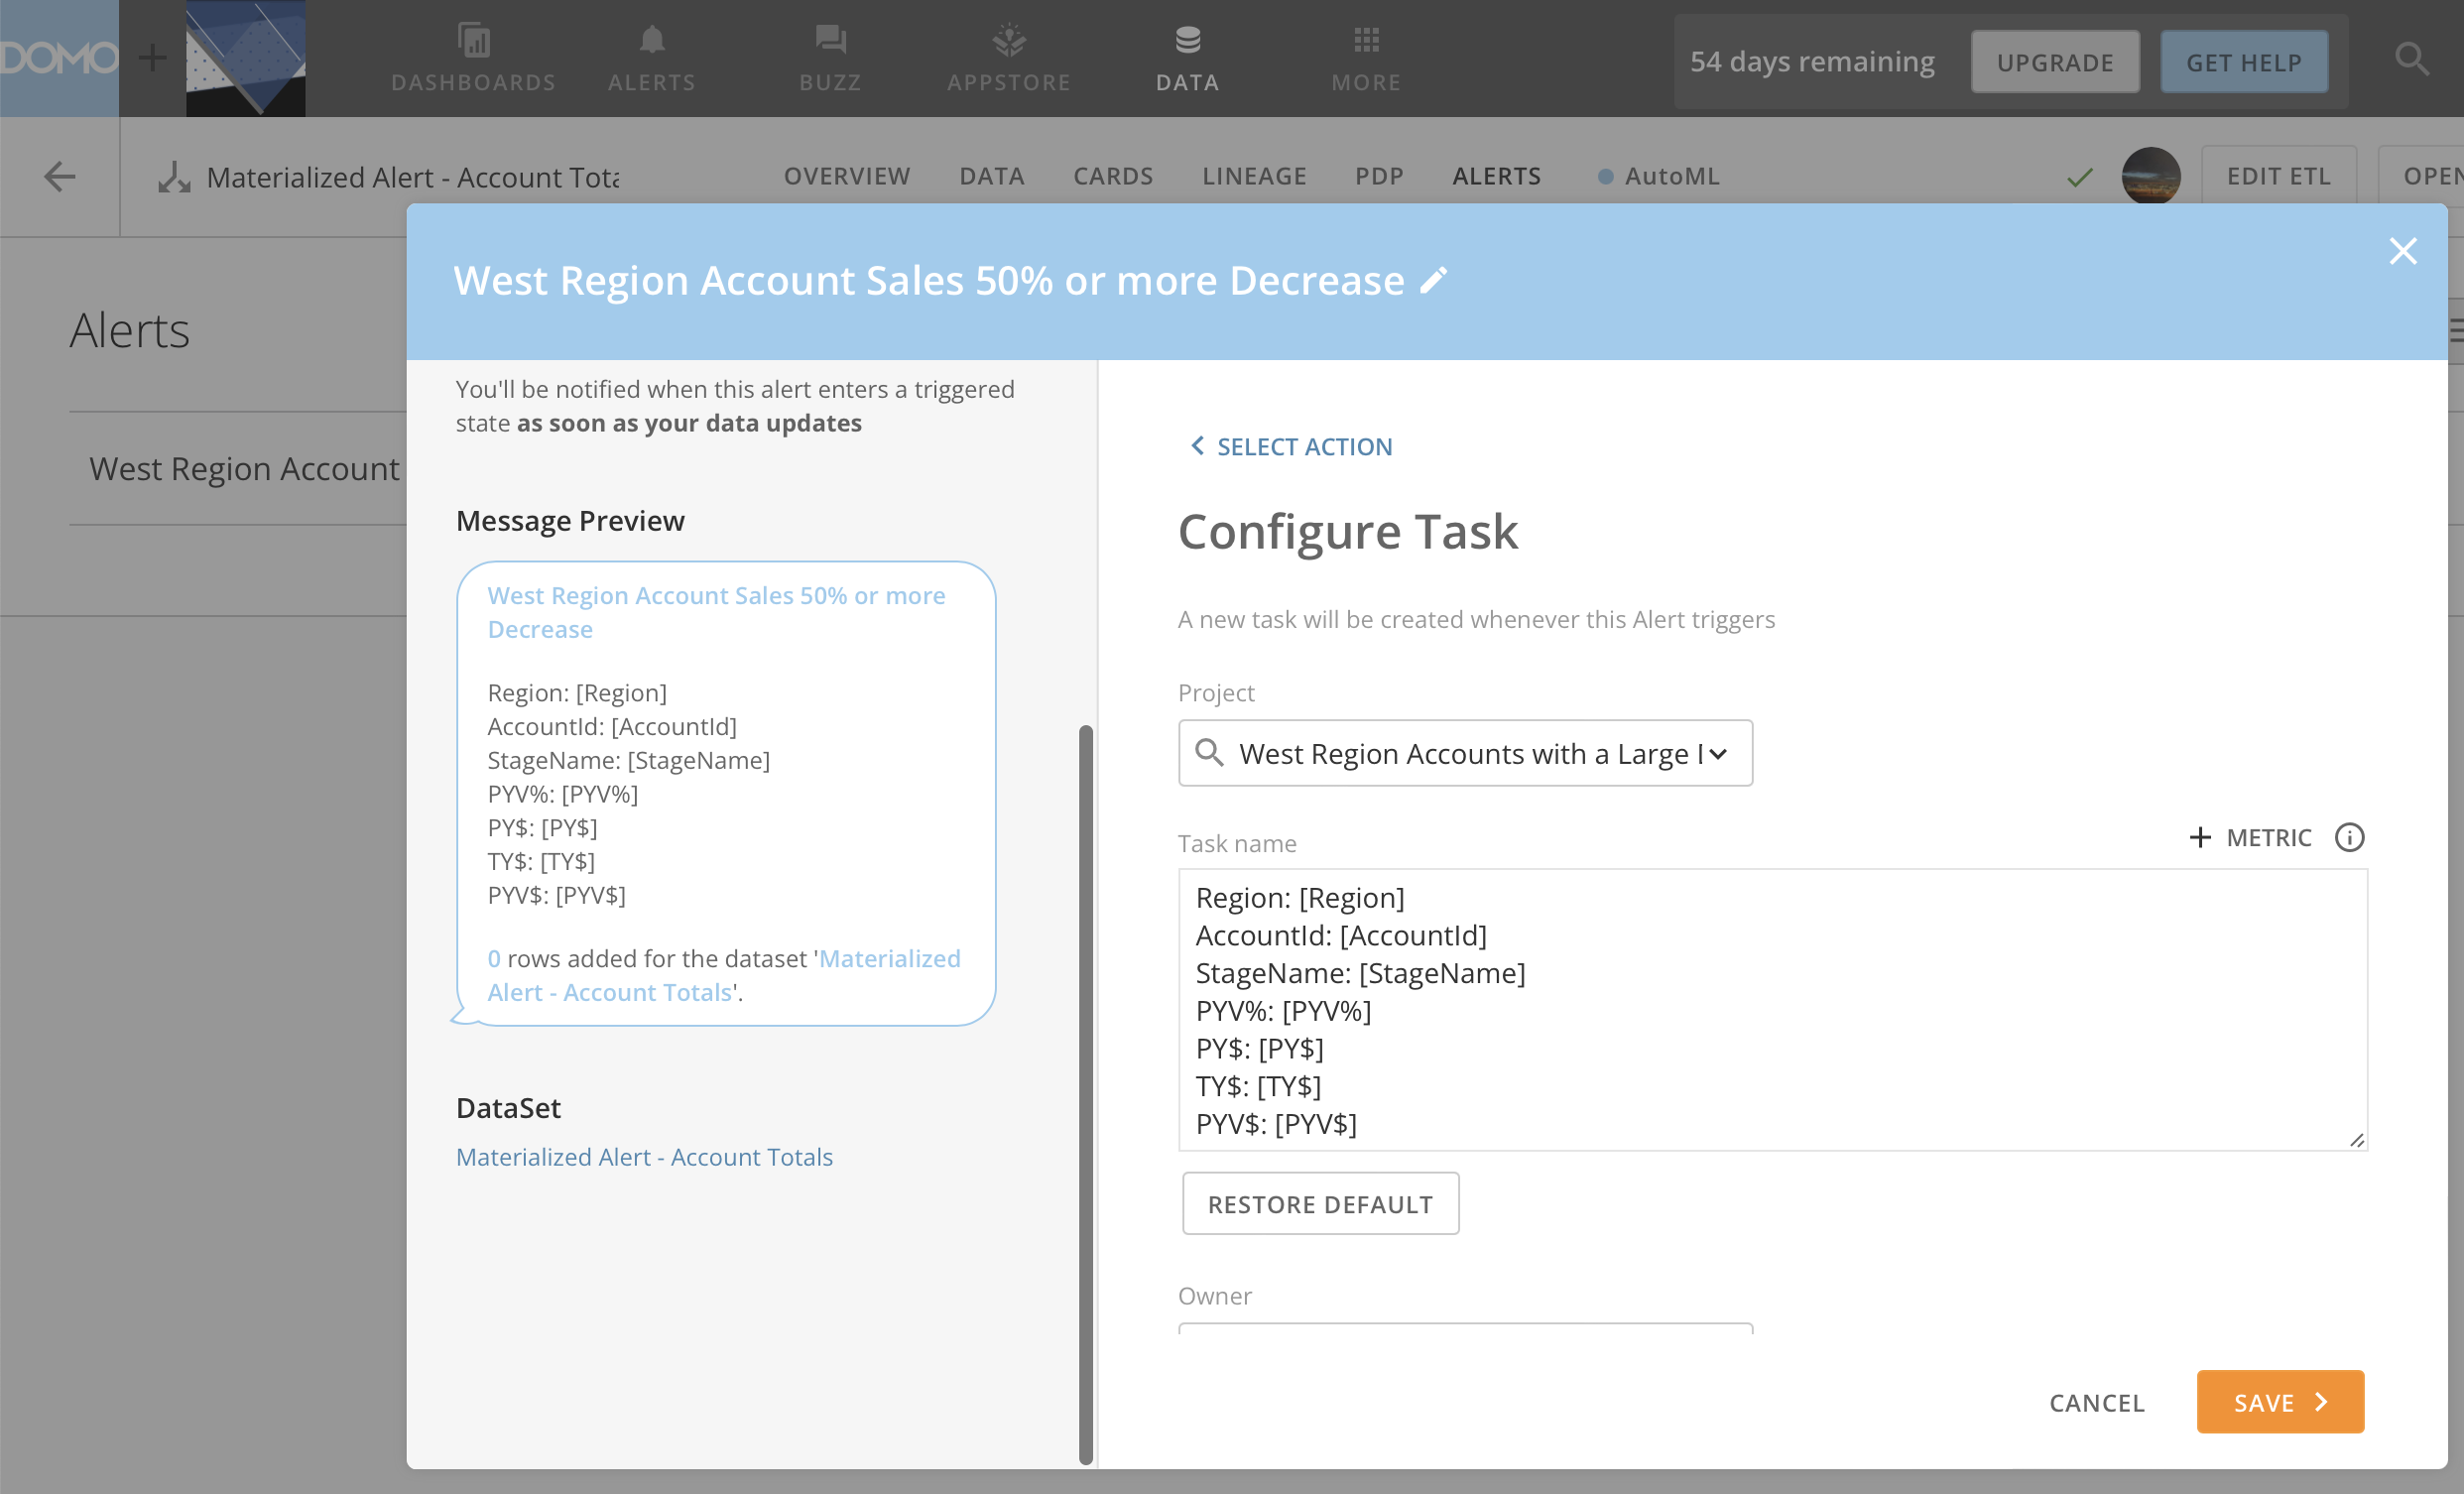 DOMO
DASHBOARDS
ALERTS
BUZZ
APPSTORE
DATA
MORE
54 days remaining
UPGRADE
GET HELP
Materialized Alert - Account Tota
OVERVIEW
DATA
CARDS
LINEAGE
PDP
ALERTS
AutoML
EDIT ETL
OPEN
Alerts
West Region Account
West Region Account Sales 50% or more Decrease
You'll be notified when this alert enters a triggered
state as soon as your data updates
Message Preview
West Region Account Sales 50% or more
Decrease
Region: [Region]
AccountId: [AccountId]
StageName: [StageName]
PYV%: [PYV%]
PY$: [PY$]
TY$: [TY$]
PYV$: [PYV$]
0 rows added for the dataset 'Materialized
Alert - Account Totals'.
DataSet
Materialized Alert - Account Totals
SELECT ACTION
Configure Task
A new task will be created whenever this Alert triggers
Project
West Region Accounts with a Large
Task name
METRIC
Region: [Region]
AccountId: [AccountId]
StageName: [StageName]
PYV%: [PYV%]
PY$: [PY$]
TY$: [TY$]
PYV$: [PYV$]
RESTORE DEFAULT
Owner
CANCEL
SAVE